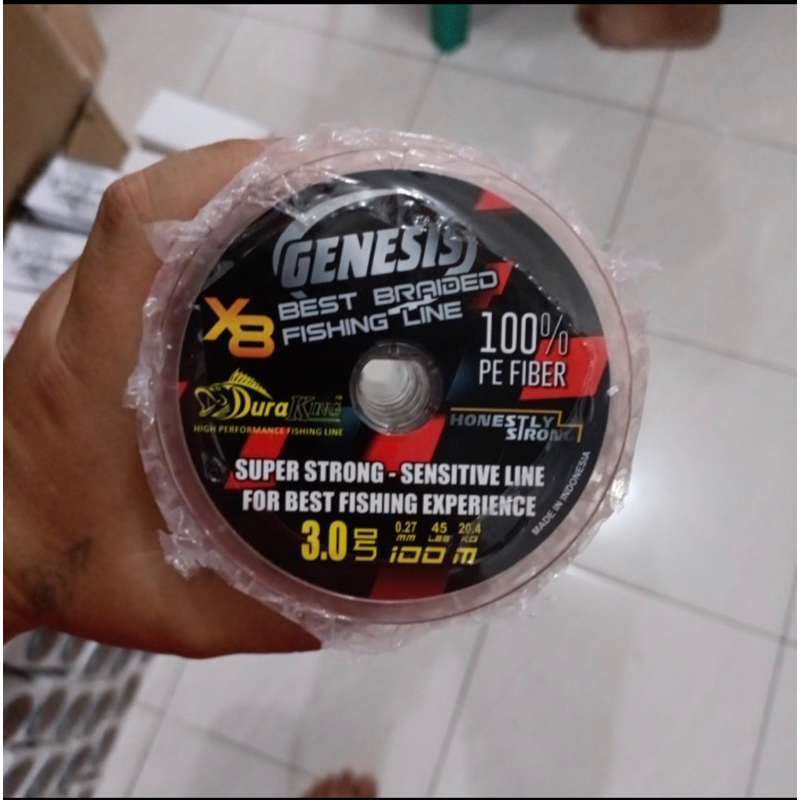 GENESIS
X8
BEST BRAIDED
FISHING LINE
100%
PE FIBER
DURAKING™
HIGH PERFORMANCE FISHING LINE
HONESTLY
STRONG
SUPER STRONG - SENSITIVE LINE
FOR BEST FISHING EXPERIENCE
3.0
0.27 MM 45 LBS 20.4 KG
100 m
MADE IN INDONESIA